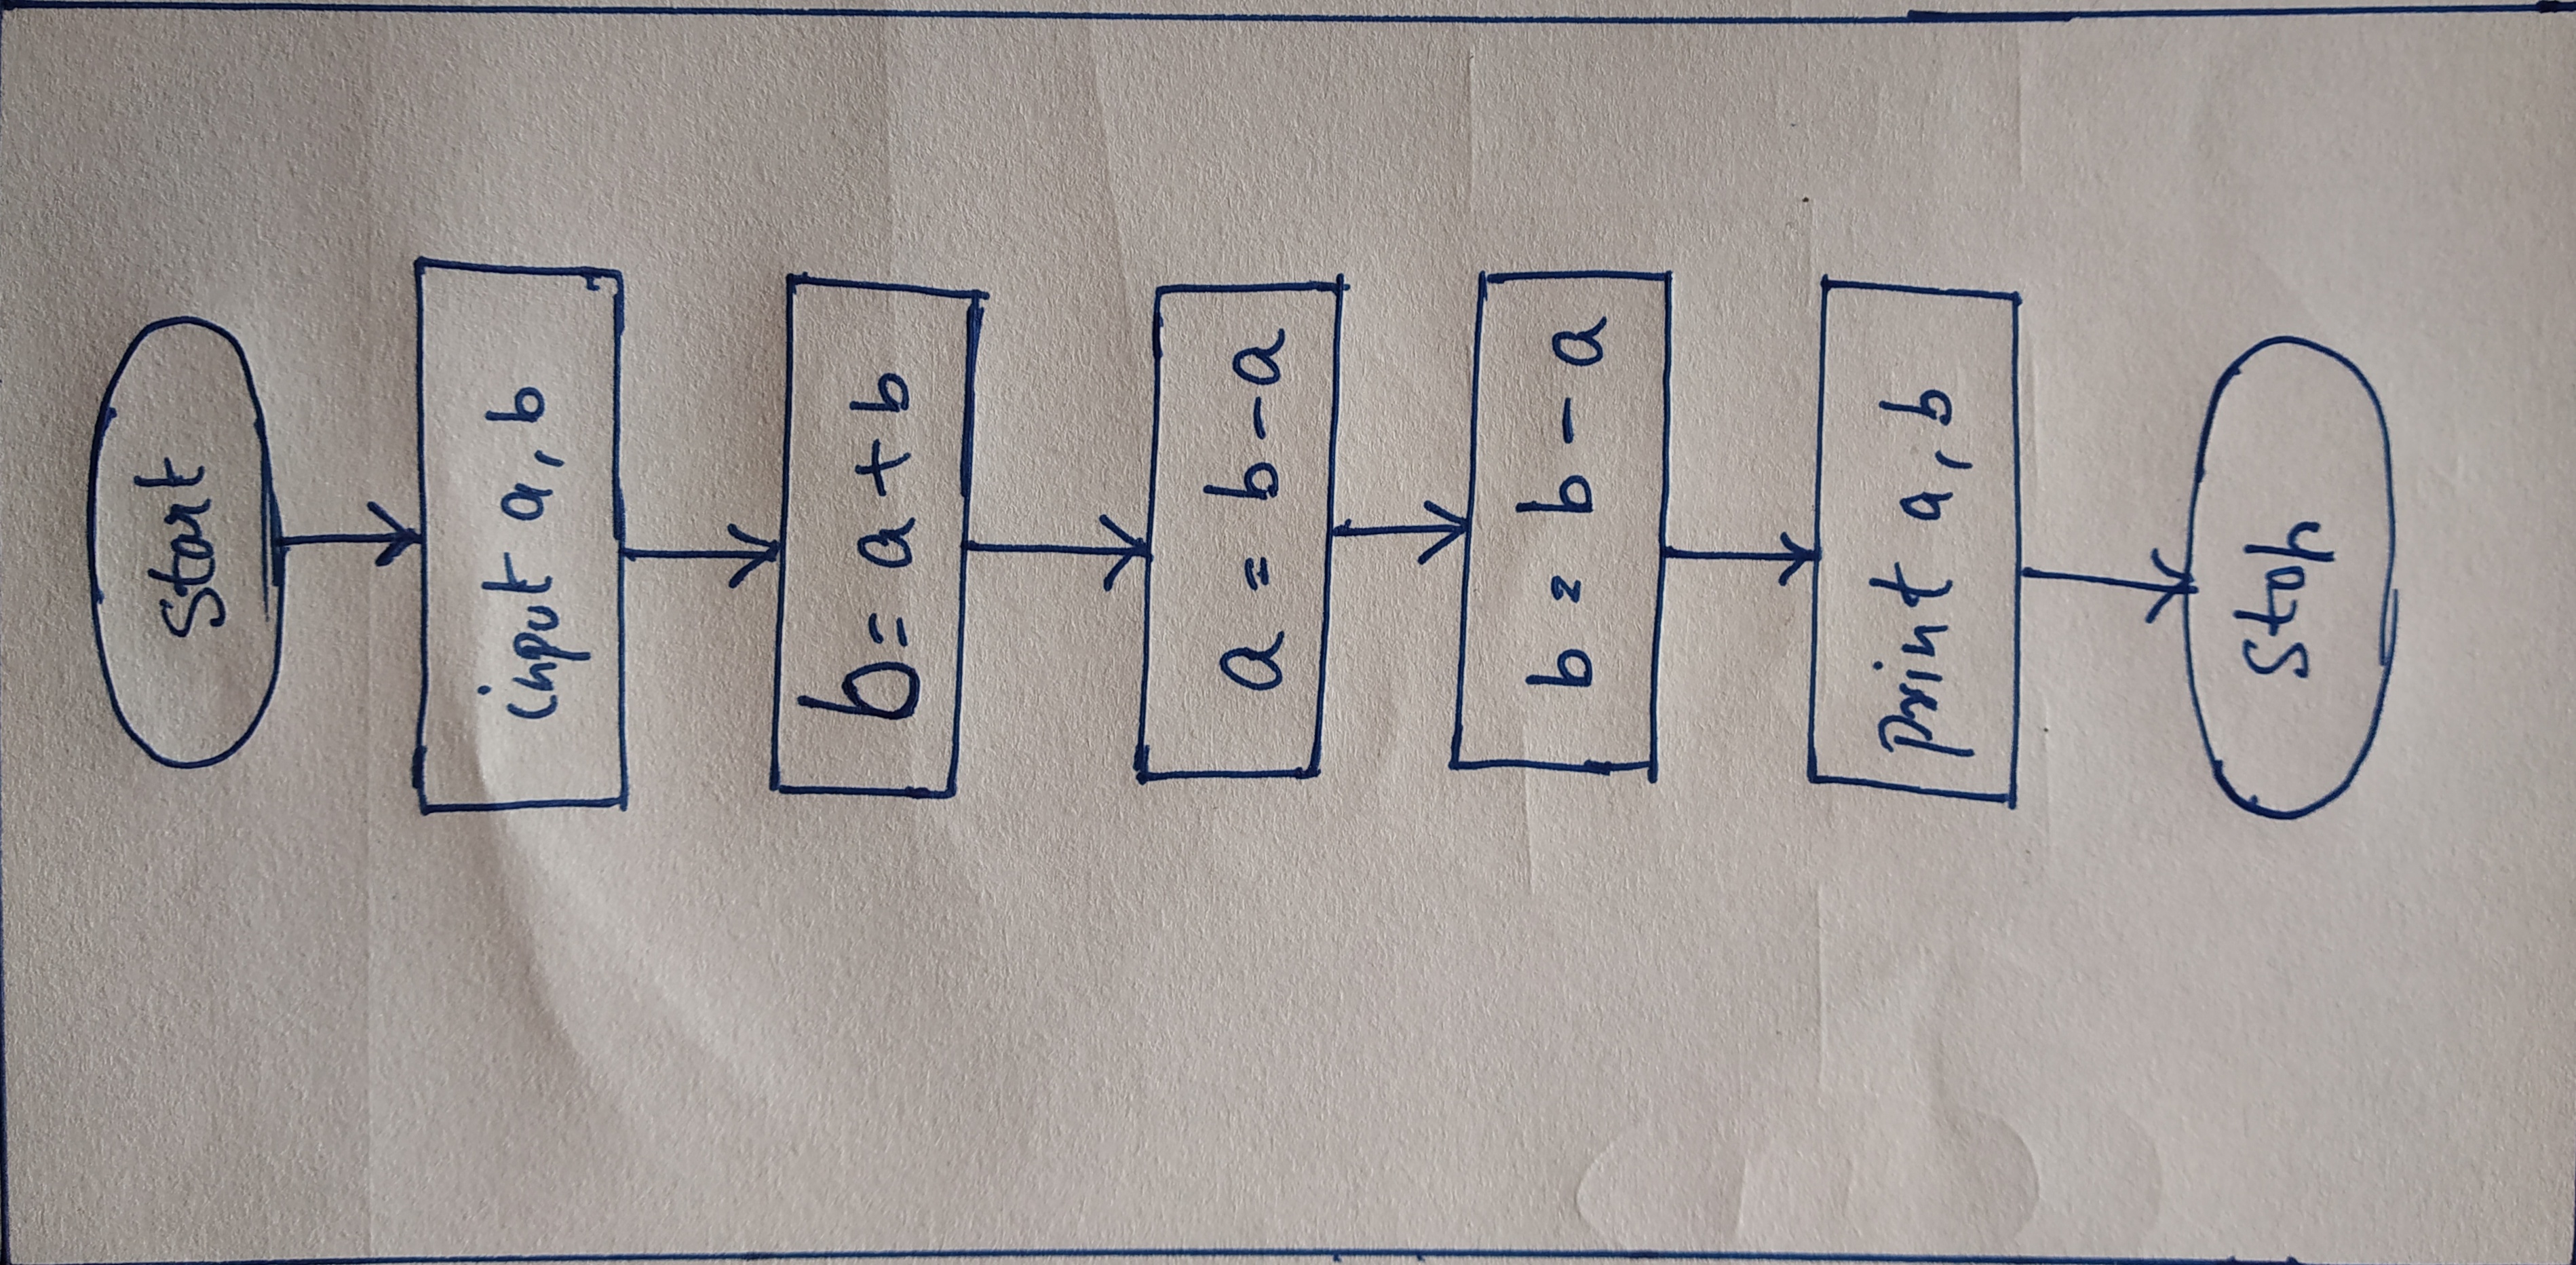 start
input a, b
b = a + b
a = b - a
b = b - a
print a, b
stop